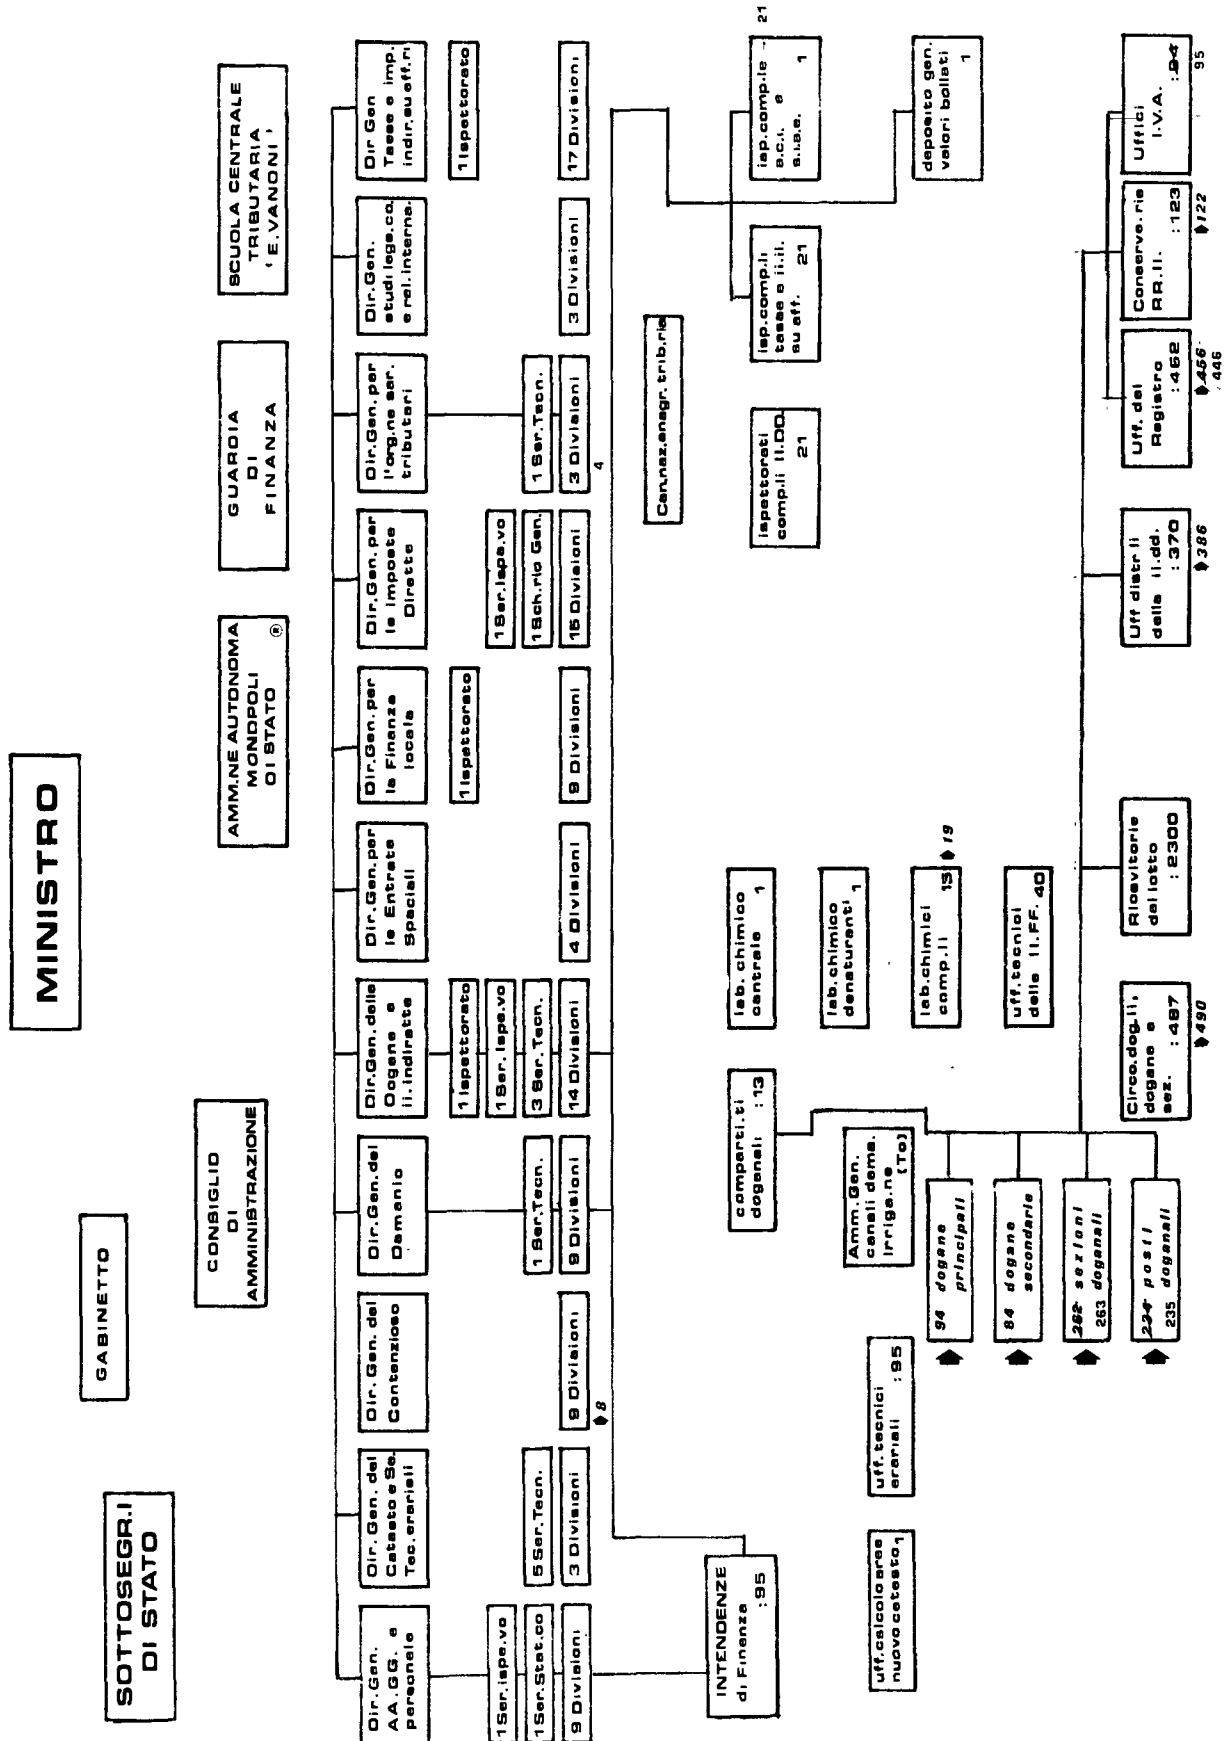 MINISTRO
SOTTOSEGR.I
DI STATO
GABINETTO
CONSIGLIO
DI
AMMINISTRAZIONE
AMM.NE AUTONOMA
MONOPOLI
DI STATO
®
GUARDIA
DI
FINANZA
SCUOLA CENTRALE
TRIBUTARIA
'E.VANONI'
Dir.Gen.
AA.GG. e
personale
1 Ser.ispe.vo
1 Ser.Stat.co
9 Divisioni
Dir. Gen. del
Catasto e Se.
Tec.erariali
5 Ser.Tecn.
3 Divisioni
Dir. Gen. del
Contenzioso
9 Divisioni
8
Dir.Gen.del
Demanio
1 Ser.Tecn.
9 Divisioni
Dir.Gen.delle
Dogane e
ii.indirette
1 Ispettorato
1 Ser.Ispe.vo
3 Ser.Tecn.
14 Divisioni
Dir.Gen.per
le Entrate
Speciali
4 Divisioni
Dir.Gen.per
la Finanza
locale
1 Ispettorato
9 Divisioni
Dir.Gen.per
le imposte
Dirette
1 Ser.Ispe.vo
1 Sch.rio Gen.
15 Divisioni
Dir.Gen.per
l'org.ne ser.
tributari
1 Ser.Tecn.
3 Divisioni
4
Dir.Gen.
studi legs.co.
e rel.interna.
3 Divisioni
Dir Gen
Tasse e imp.
indir.su aff.ri
1 Ispettorato
17 Divisioni
INTENDENZE
di Finanza
:95
Cen.naz.anagr.trib.ria
comparti.ti
doganali :13
lab. chimico
centrale 1
ispettorati
comp.li II.DD.
21
isp.comp.li
tasse e ii.ii.
su aff. 21
isp.comp.le
a.c.i. e
s.i.a.e. 1
21
uff.calcolo aree
nuovo catasto 1
uff.tecnici
erariali :95
Amm.Gen.
canali dema.
irriga.ne
(To)
lab.chimico
denaturanti 1
lab.chimici
comp.li 15
19
uff.tecnici
delle II.FF. 40
deposito gen.
valori bollati
1
94 dogane
principali
84 dogane
secondarie
262 sezioni
263 doganali
234 posti
235 doganali
Circo.dog.li,
dogane e
sez. :487
490
Ricevitorie
del lotto
:2300
Uff distr li
delle ii.dd.
:370
386
Uff. del
Registro
:462
456
446
Conserva.rie
RR.II.
:123
122
Uffici
I.V.A. :94
95